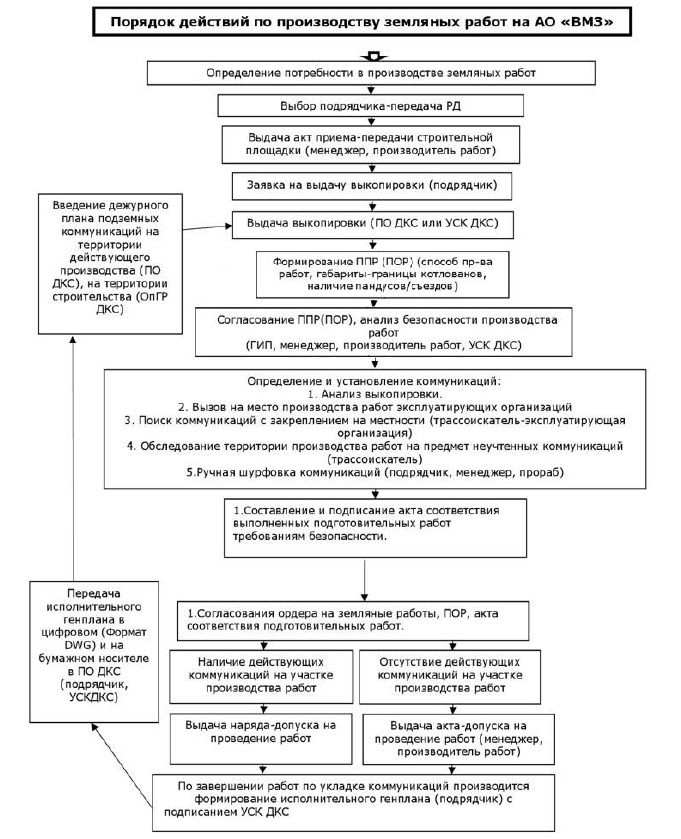 Порядок действий по производству земляных работ на АО «ВМЗ»
Определение потребности в производстве земляных работ
Выбор подрядчика-передача РД
Выдача акт приема-передачи строительной
площадки (менеджер, производитель работ)
Заявка на выдачу выкопировки (подрядчик)
Введение дежурного
плана подземных
коммуникаций на
территории
действующего
производства (ПО
ДКС), на территории
строительства (ОпГР
ДКС)
Выдача выкопировки (ПО ДКС или УСК ДКС)
Формирование ППР (ПОР) (способ пр-ва
работ, габариты-границы котлованов,
наличие пандусов/съездов)
Согласование ППР(ПОР), анализ безопасности производства
работ
(ГИП, менеджер, производитель работ, УСК ДКС)
Определение и установление коммуникаций:
1. Анализ выкопировки.
2. Вызов на место производства работ эксплуатирующих организаций
3. Поиск коммуникаций с закреплением на местности (трассоискатель-эксплуатирующая
организация)
4. Обследование территории производства работ на предмет неучтенных коммуникаций
(трассоискатель)
5.Ручная шурфовка коммуникаций (подрядчик, менеджер, прораб)
1.Составление и подписание акта соответствия
выполненных подготовительных работ
требованиям безопасности.
Передача
исполнительного
генплана в
цифровом (Формат
DWG) и на
бумажном носителе
в ПО ДКС
(подрядчик,
УСКДКС)
1.Согласования ордера на земляные работы, ПОР, акта
соответствия подготовительных работ.
Наличие действующих
коммуникаций на участке
производства работ
Отсутствие действующих
коммуникаций на участке
производства работ
Выдача наряда-допуска на
проведение работ
Выдача акта-допуска на
проведение работ (менеджер,
производитель работ)
По завершении работ по укладке коммуникаций производится
формирование исполнительного генплана (подрядчик) с
подписанием УСК ДКС